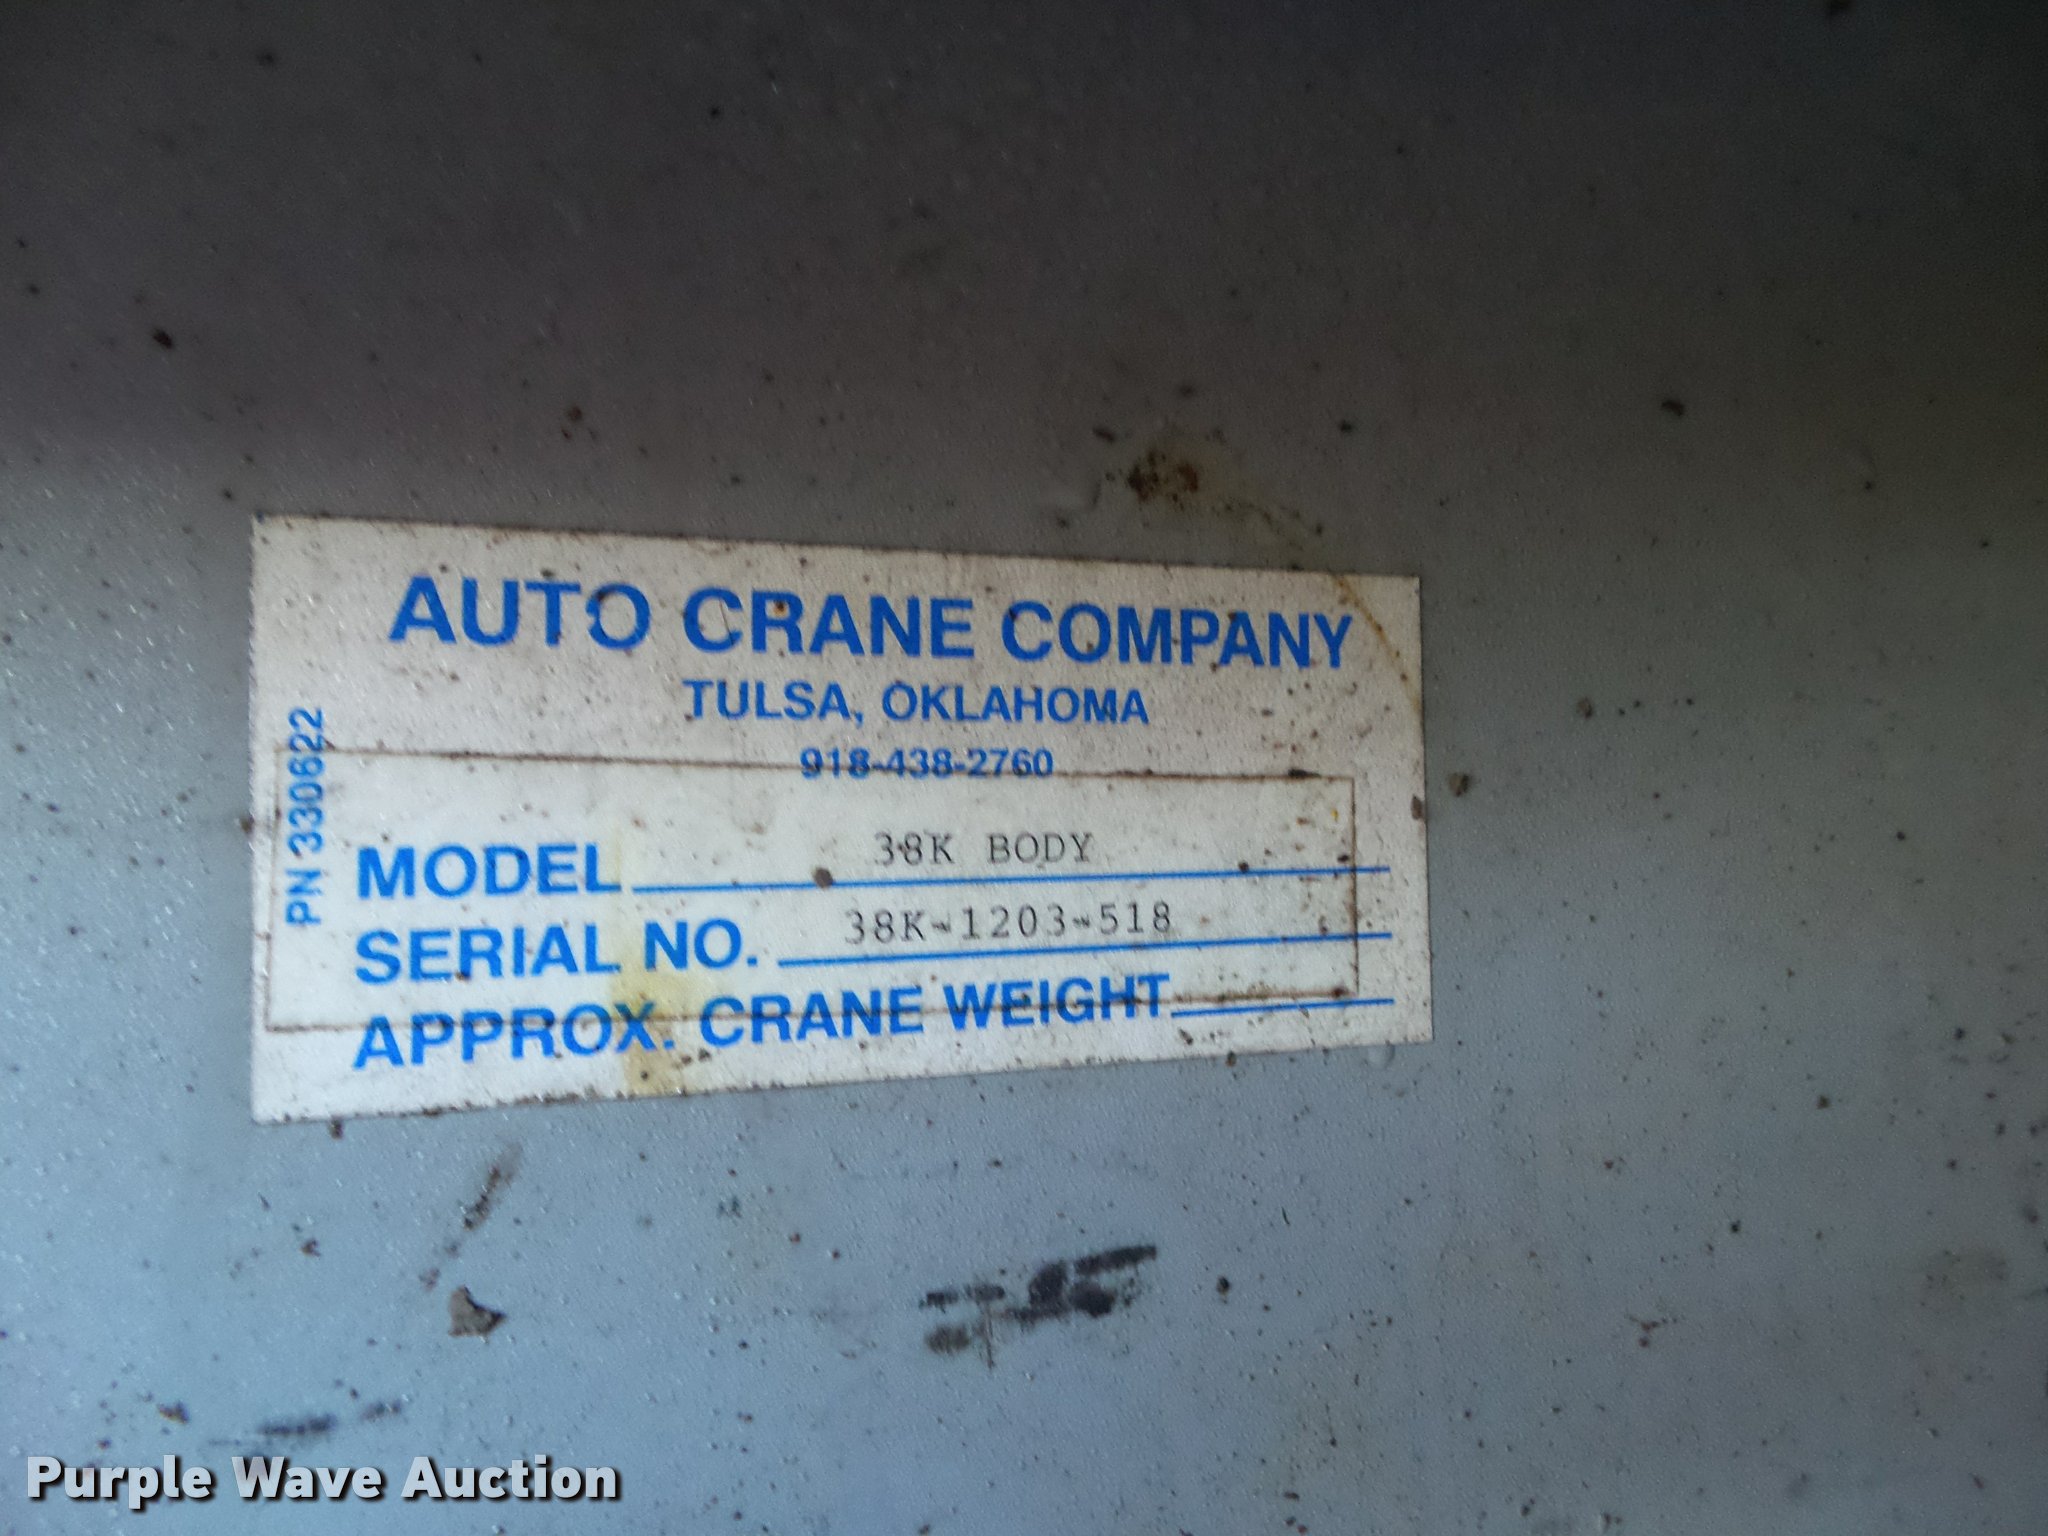 AUTO CRANE COMPANY
TULSA, OKLAHOMA
918-438-2760
PN 330622
MODEL 38K BODY
SERIAL NO. 38K-1203-518
APPROX. CRANE WEIGHT
Purple Wave Auction